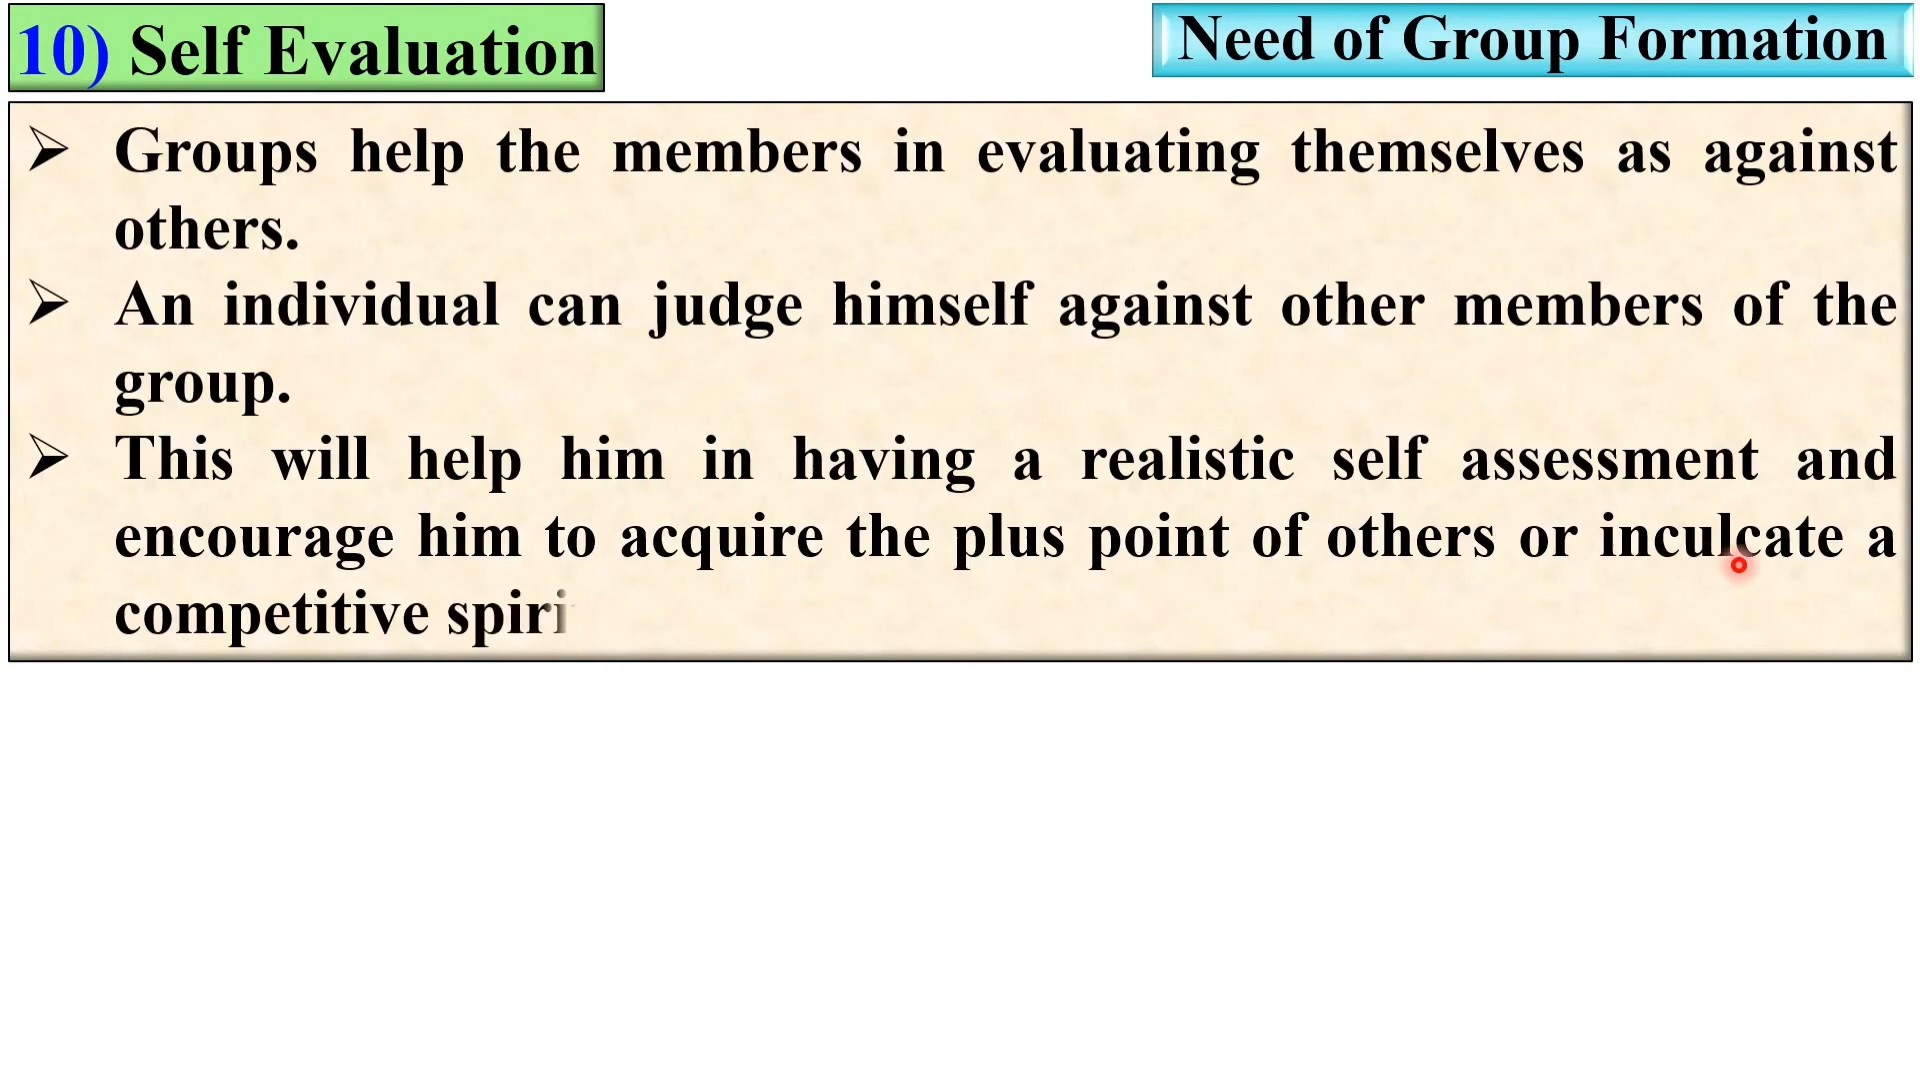 10) Self Evaluation
Need of Group Formation
Groups help the members in evaluating themselves as against
others.
An individual can judge himself against other members of the
group.
This will help him in having a realistic self assessment and
encourage him to acquire the plus point of others or inculcate a
competitive spiri